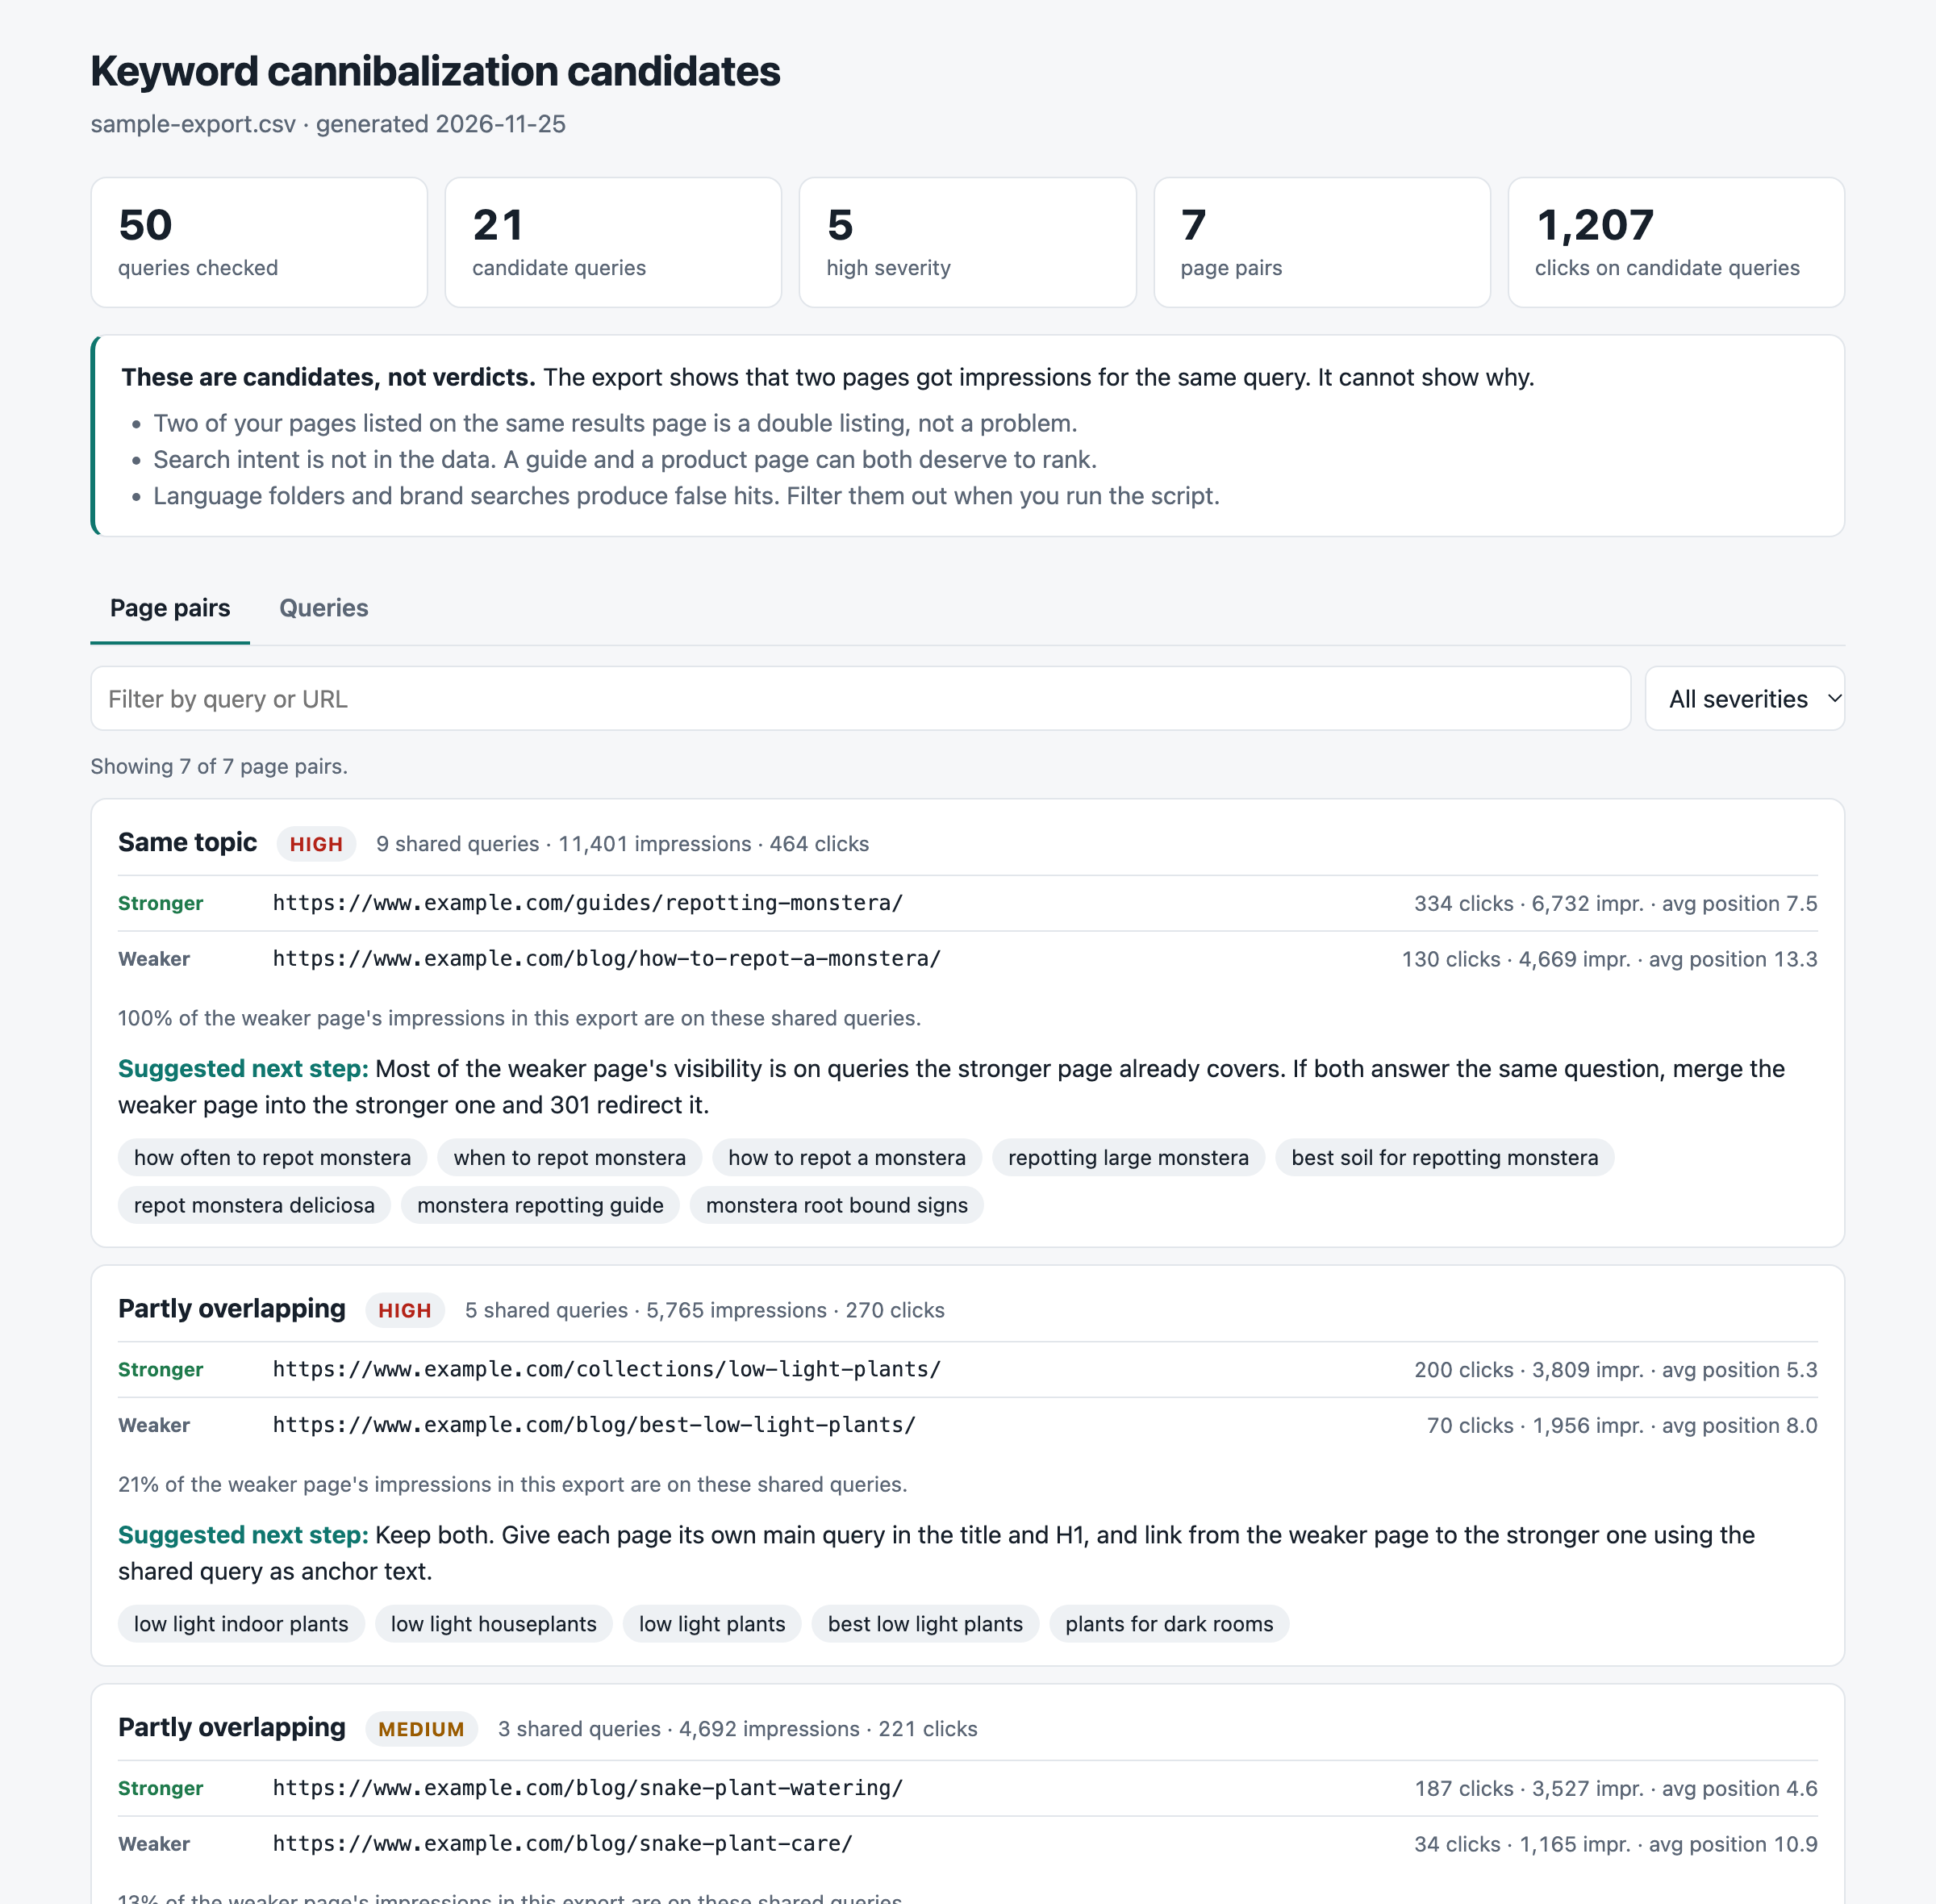 Keyword cannibalization candidates
sample-export.csv · generated 2026-11-25
50
queries checked
21
candidate queries
5
high severity
7
page pairs
1,207
clicks on candidate queries
These are candidates, not verdicts. The export shows that two pages got impressions for the same query. It cannot show why.
• Two of your pages listed on the same results page is a double listing, not a problem.
• Search intent is not in the data. A guide and a product page can both deserve to rank.
• Language folders and brand searches produce false hits. Filter them out when you run the script.
Page pairs Queries
Filter by query or URL All severities
Showing 7 of 7 page pairs.
Same topic HIGH 9 shared queries · 11,401 impressions · 464 clicks
Stronger https://www.example.com/guides/repotting-monstera/ 334 clicks · 6,732 impr. · avg position 7.5
Weaker https://www.example.com/blog/how-to-repot-a-monstera/ 130 clicks · 4,669 impr. · avg position 13.3
100% of the weaker page's impressions in this export are on these shared queries.
Suggested next step: Most of the weaker page's visibility is on queries the stronger page already covers. If both answer the same question, merge the
weaker page into the stronger one and 301 redirect it.
how often to repot monstera when to repot monstera how to repot a monstera repotting large monstera best soil for repotting monstera
repot monstera deliciosa monstera repotting guide monstera root bound signs
Partly overlapping HIGH 5 shared queries · 5,765 impressions · 270 clicks
Stronger https://www.example.com/collections/low-light-plants/ 200 clicks · 3,809 impr. · avg position 5.3
Weaker https://www.example.com/blog/best-low-light-plants/ 70 clicks · 1,956 impr. · avg position 8.0
21% of the weaker page's impressions in this export are on these shared queries.
Suggested next step: Keep both. Give each page its own main query in the title and H1, and link from the weaker page to the stronger one using the
shared query as anchor text.
low light indoor plants low light houseplants low light plants best low light plants plants for dark rooms
Partly overlapping MEDIUM 3 shared queries · 4,692 impressions · 221 clicks
Stronger https://www.example.com/blog/snake-plant-watering/ 187 clicks · 3,527 impr. · avg position 4.6
Weaker https://www.example.com/blog/snake-plant-care/ 34 clicks · 1,165 impr. · avg position 10.9
13% of the weaker page's impressions in this export are on these shared queries.